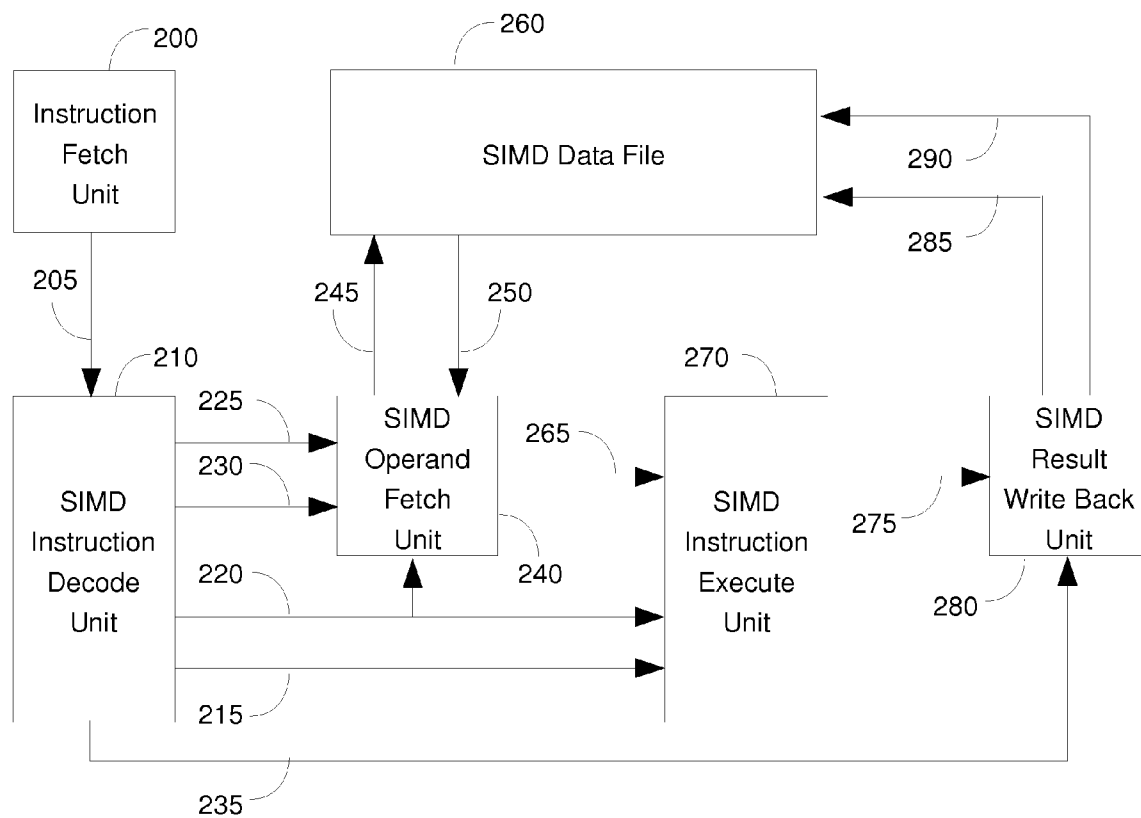 200
260
Instruction
Fetch
Unit
SIMD Data File
290
285
205
245
250
210
270
225
SIMD
Operand
Fetch
Unit
265
SIMD
Result
Write Back
Unit
230
275
SIMD
Instruction
Decode
Unit
SIMD
Instruction
Execute
Unit
220
240
280
215
235